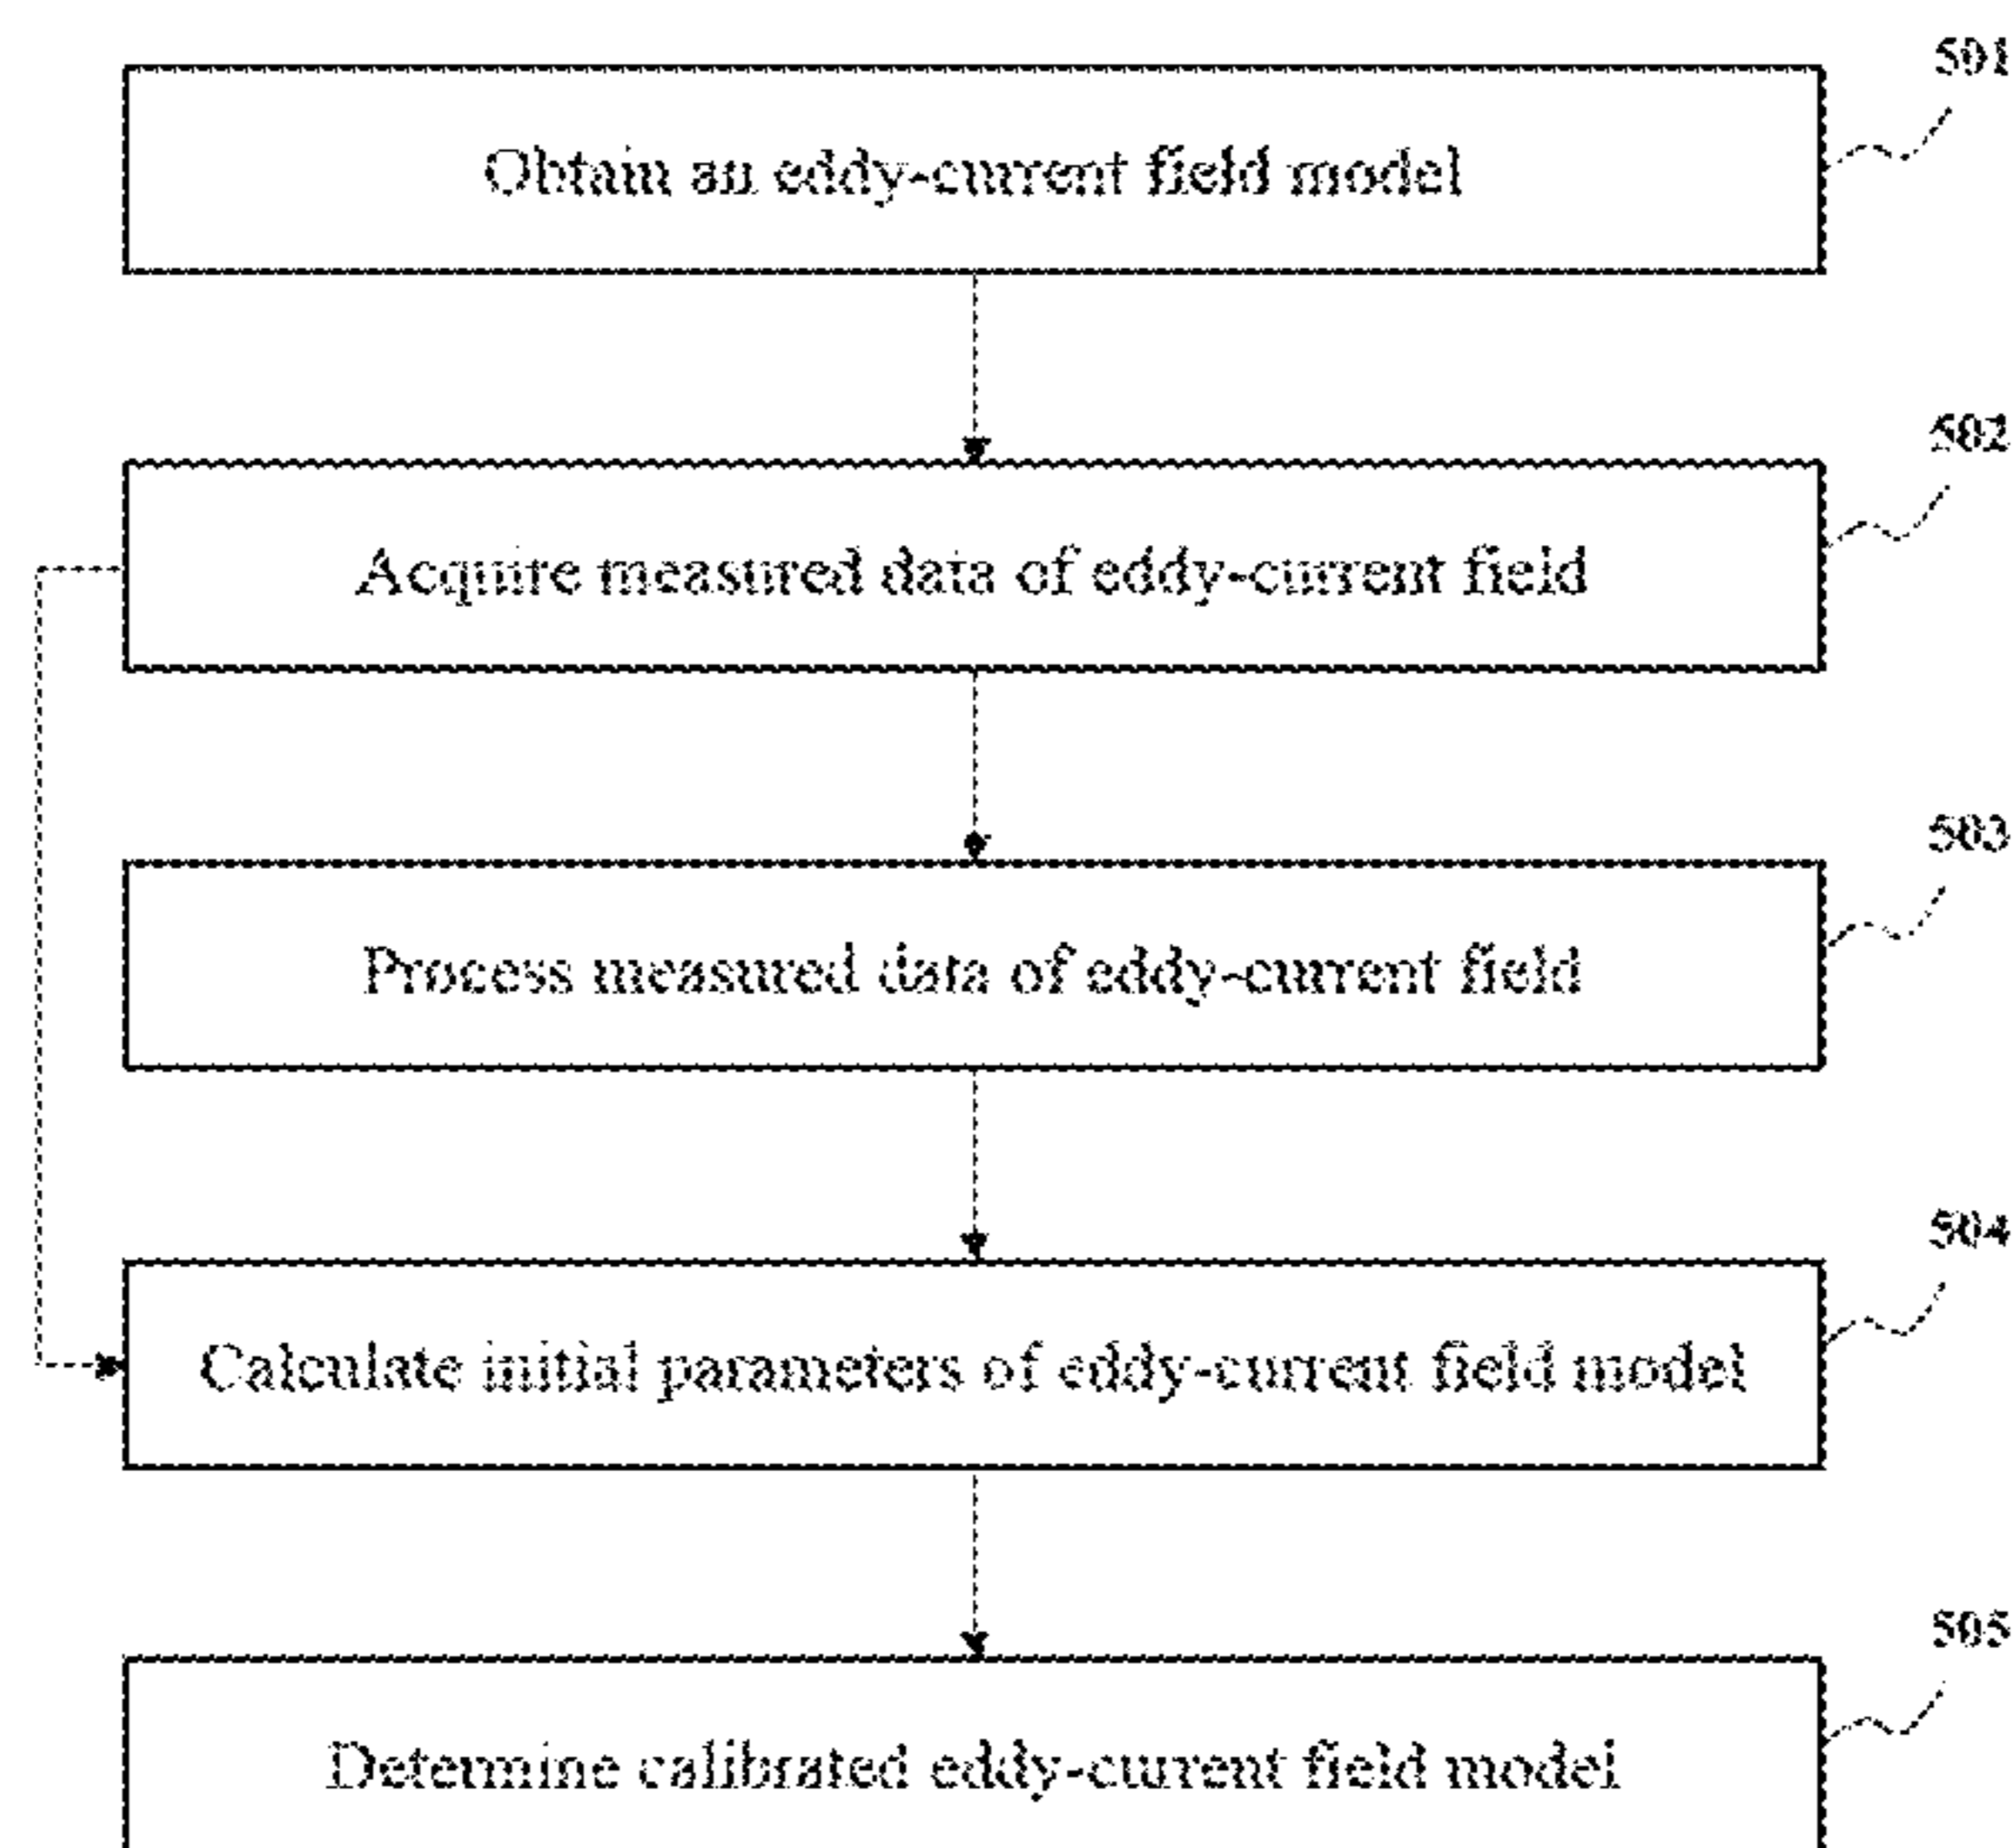 501
Obtain an eddy-current field model
502
Acquire measured data of eddy-current field
503
Process measured data of eddy-current field
504
Calculate initial parameters of eddy-current field model
505
Determine calibrated eddy-current field model